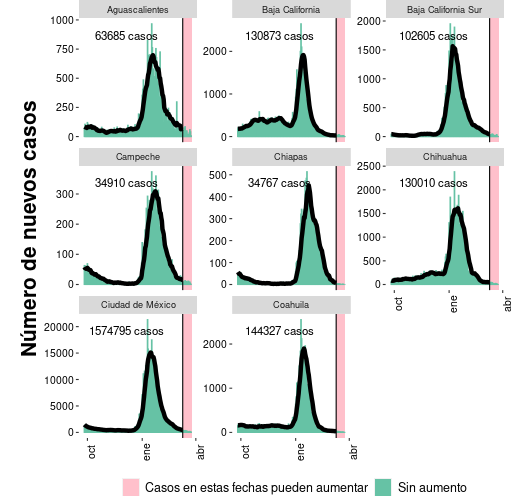 Número de nuevos casos
Aguascalientes
63685 casos
1000
750
500
250
0
Baja California
130873 casos
2000
1000
0
Baja California Sur
102605 casos
2000
1500
1000
500
0
Campeche
34910 casos
300
200
100
0
Chiapas
34767 casos
500
400
300
200
100
0
Chihuahua
130010 casos
2500
2000
1500
1000
500
0
oct
ene
abr
Ciudad de México
1574795 casos
20000
15000
10000
5000
0
oct
ene
abr
Coahuila
144327 casos
2000
1000
0
oct
ene
abr
Casos en estas fechas pueden aumentar
Sin aumento